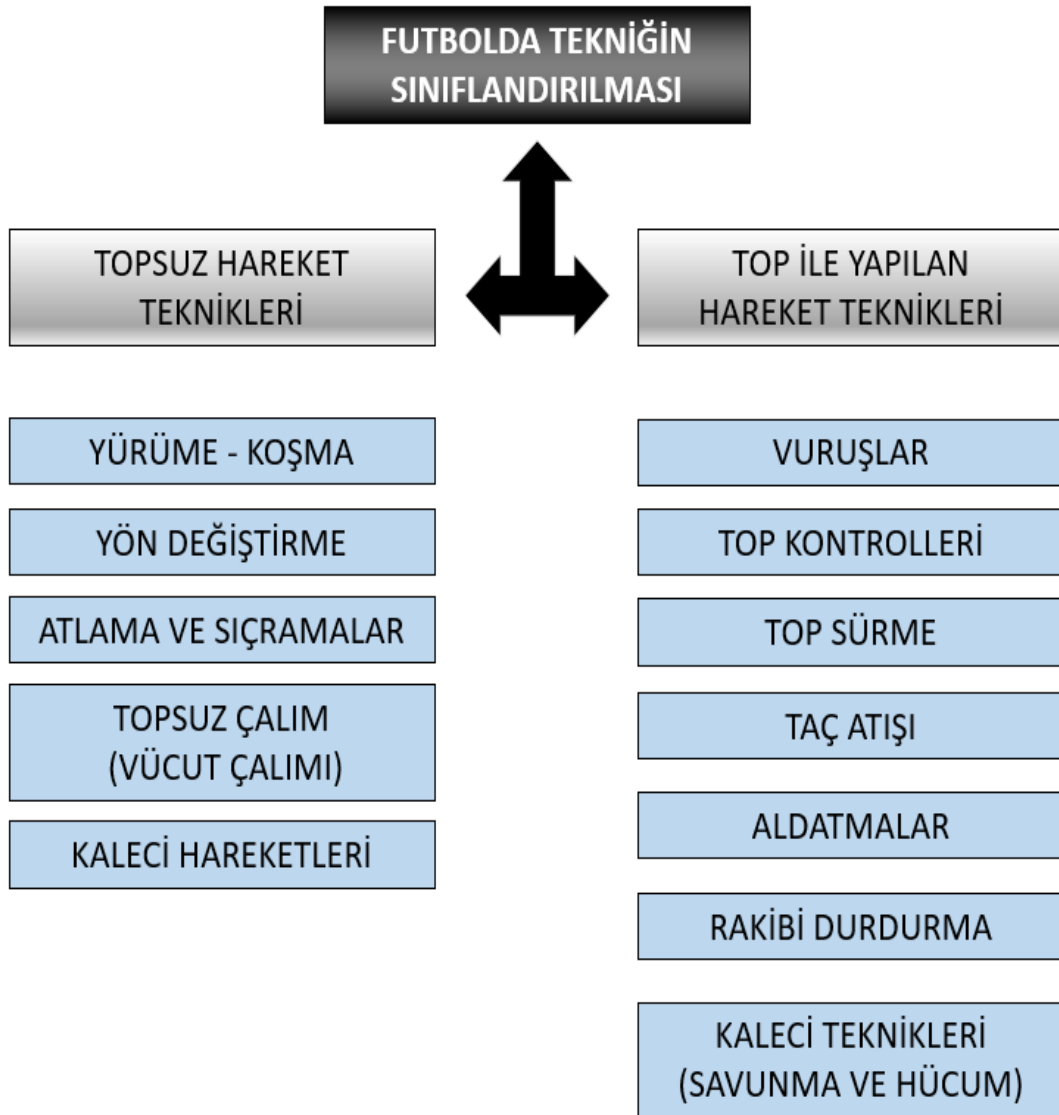 FUTBOLDA TEKNİĞİN
SINIFLANDIRILMASI
TOPSUZ HAREKET
TEKNİKLERİ
YÜRÜME - KOŞMA
YÖN DEĞİŞTİRME
ATLAMA VE SIÇRAMALAR
TOPSUZ ÇALIM
(VÜCUT ÇALIMI)
KALECİ HAREKETLERİ
TOP İLE YAPILAN
HAREKET TEKNİKLERİ
VURUŞLAR
TOP KONTROLLERİ
TOP SÜRME
TAÇ ATIŞI
ALDATMALAR
RAKİBİ DURDURMA
KALECİ TEKNİKLERİ
(SAVUNMA VE HÜCUM)